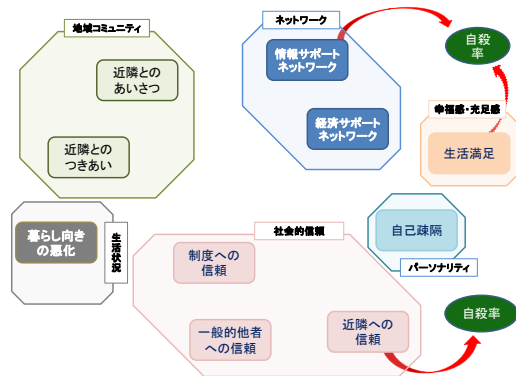 地域コミュニティ
近隣との
あいさつ
近隣との
つきあい
ネットワーク
情報サポート
ネットワーク
経済サポート
ネットワーク
自殺
率
幸福感・充足感
生活満足
暮らし向き
の悪化
生活状況
社会的信頼
制度への
信頼
一般的他者
への信頼
近隣への
信頼
自己疎隔
パーソナリティ
自殺率